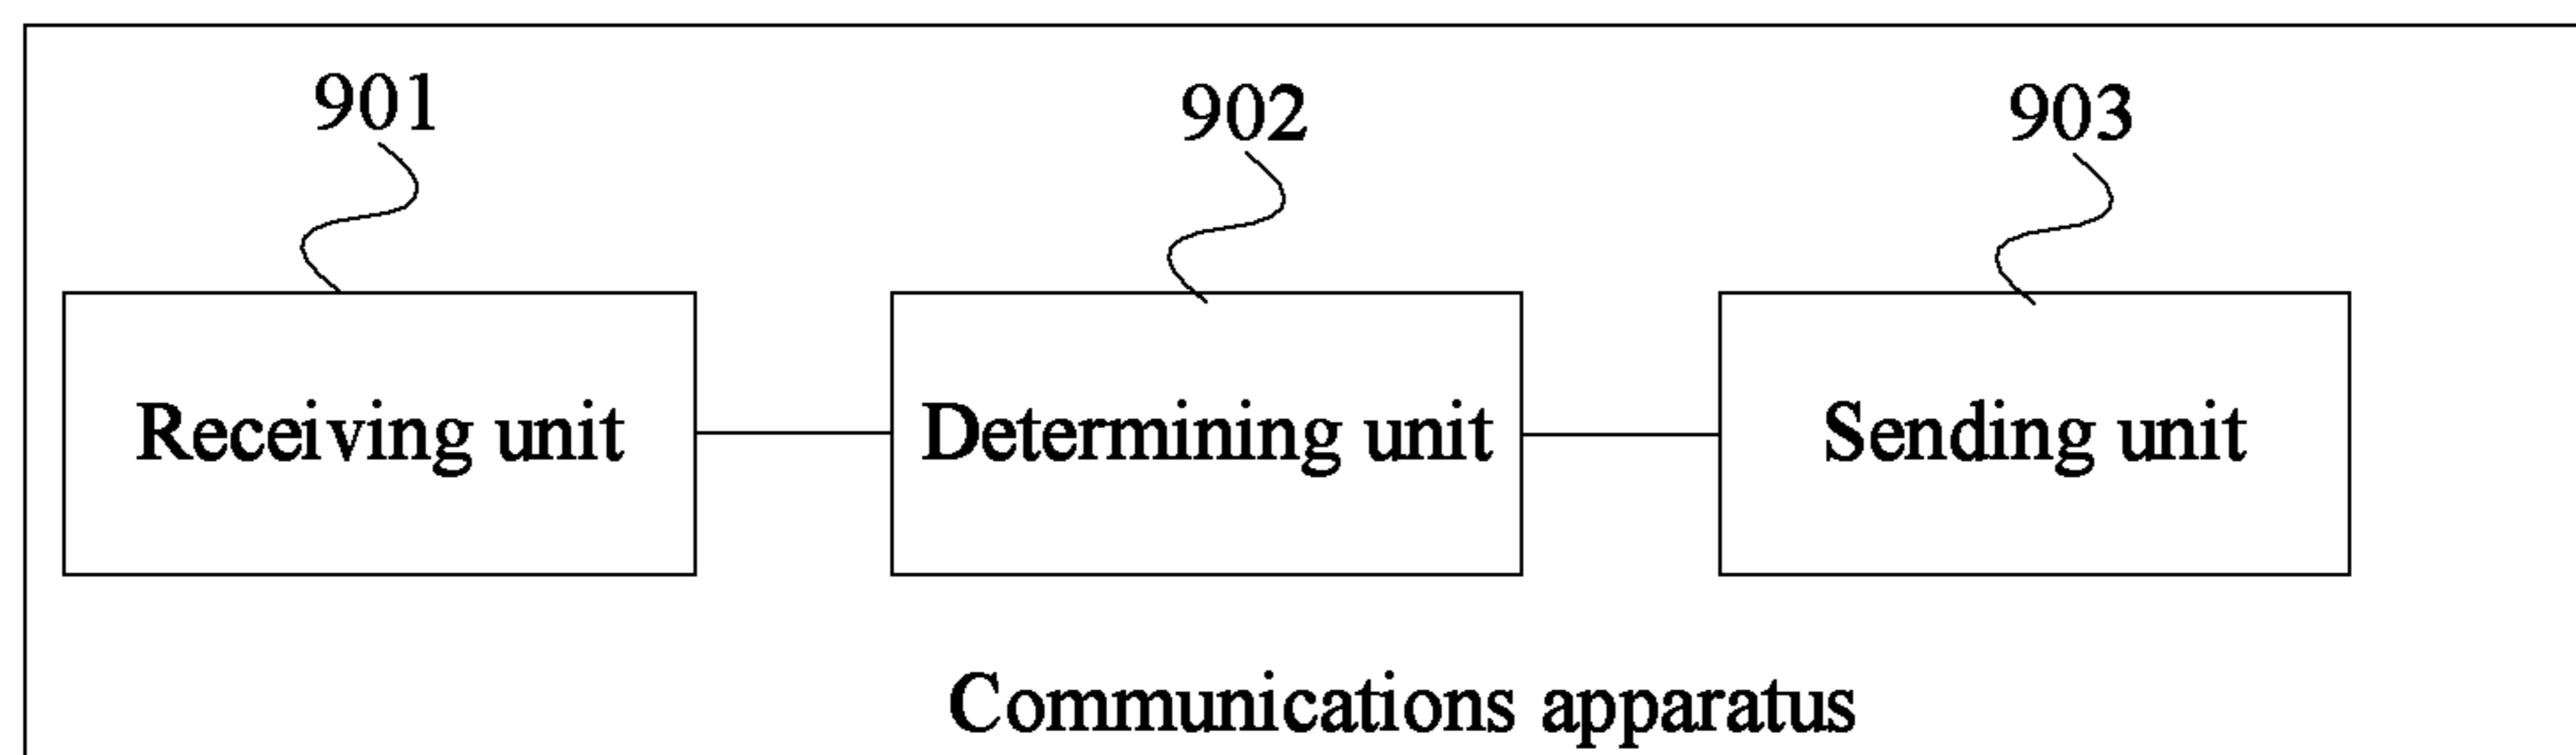 901 902 903
Receiving unit Determining unit Sending unit
Communications apparatus